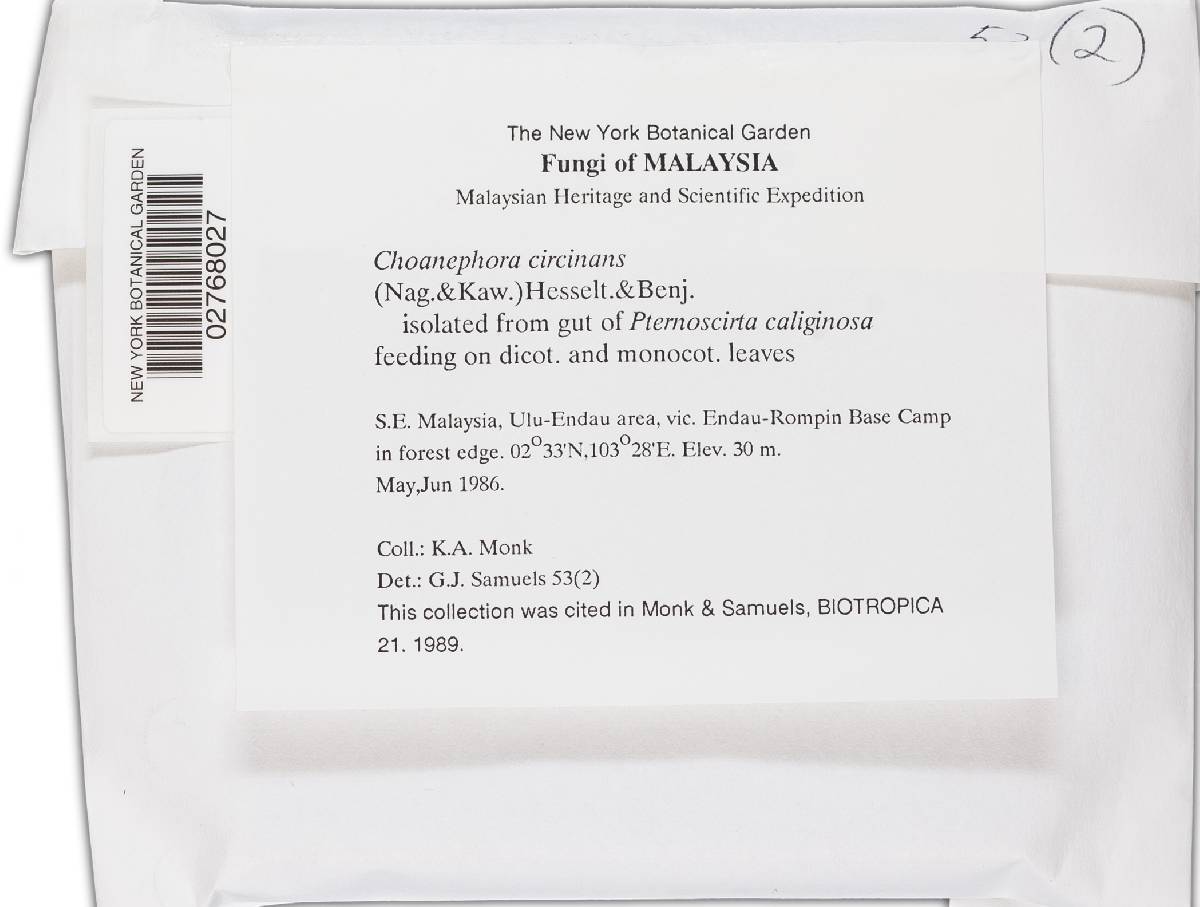 (2)
The New York Botanical Garden
Fungi of MALAYSIA
Malaysian Heritage and Scientific Expedition
NEW YORK BOTANICAL GARDEN
02768027
Choanephora circinans
(Nag.&Kaw.)Hesselt.&Benj.
isolated from gut of Pternoscirta caliginosa
feeding on dicot. and monocot. leaves
S.E. Malaysia, Ulu-Endau area, vic. Endau-Rompin Base Camp
in forest edge. 02°33'N,103°28'E. Elev. 30 m.
May,Jun 1986.
Coll.: K.A. Monk
Det.: G.J. Samuels 53(2)
This collection was cited in Monk & Samuels, BIOTROPICA
21. 1989.